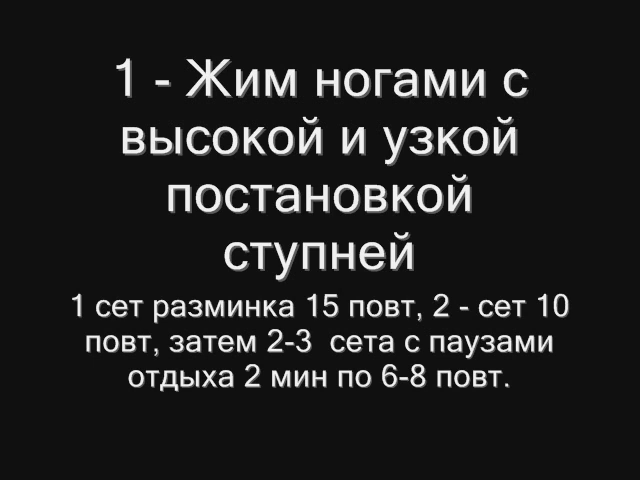 1 - Жим ногами с
высокой и узкой
постановкой
ступней
1 сет разминка 15 повт, 2 - сет 10
повт, затем 2-3 сета с паузами
отдыха 2 мин по 6-8 повт.